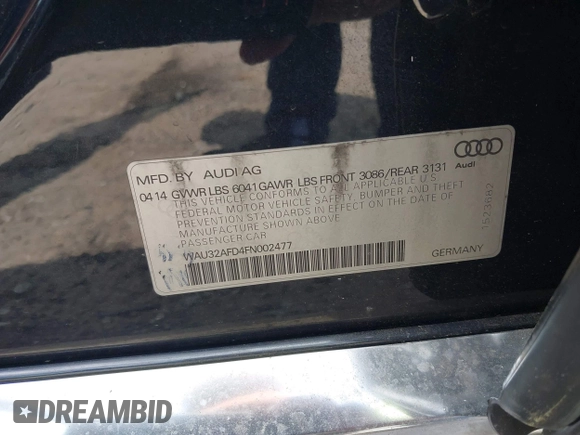 MFD. BY AUDI AG
0414 GVWR LBS 6041 GAWR LBS FRONT 3086/REAR 3131
THIS VEHICLE CONFORMS TO ALL APPLICABLE U.S.
FEDERAL MOTOR VEHICLE SAFETY, BUMPER AND THEFT
PREVENTION STANDARDS IN EFFECT ON THE DATE OF
MANUFACTURE SHOWN ABOVE.
PASSENGER CAR
WAU32AFD4FN002477
GERMANY
Audi
1523682
DREAMBID